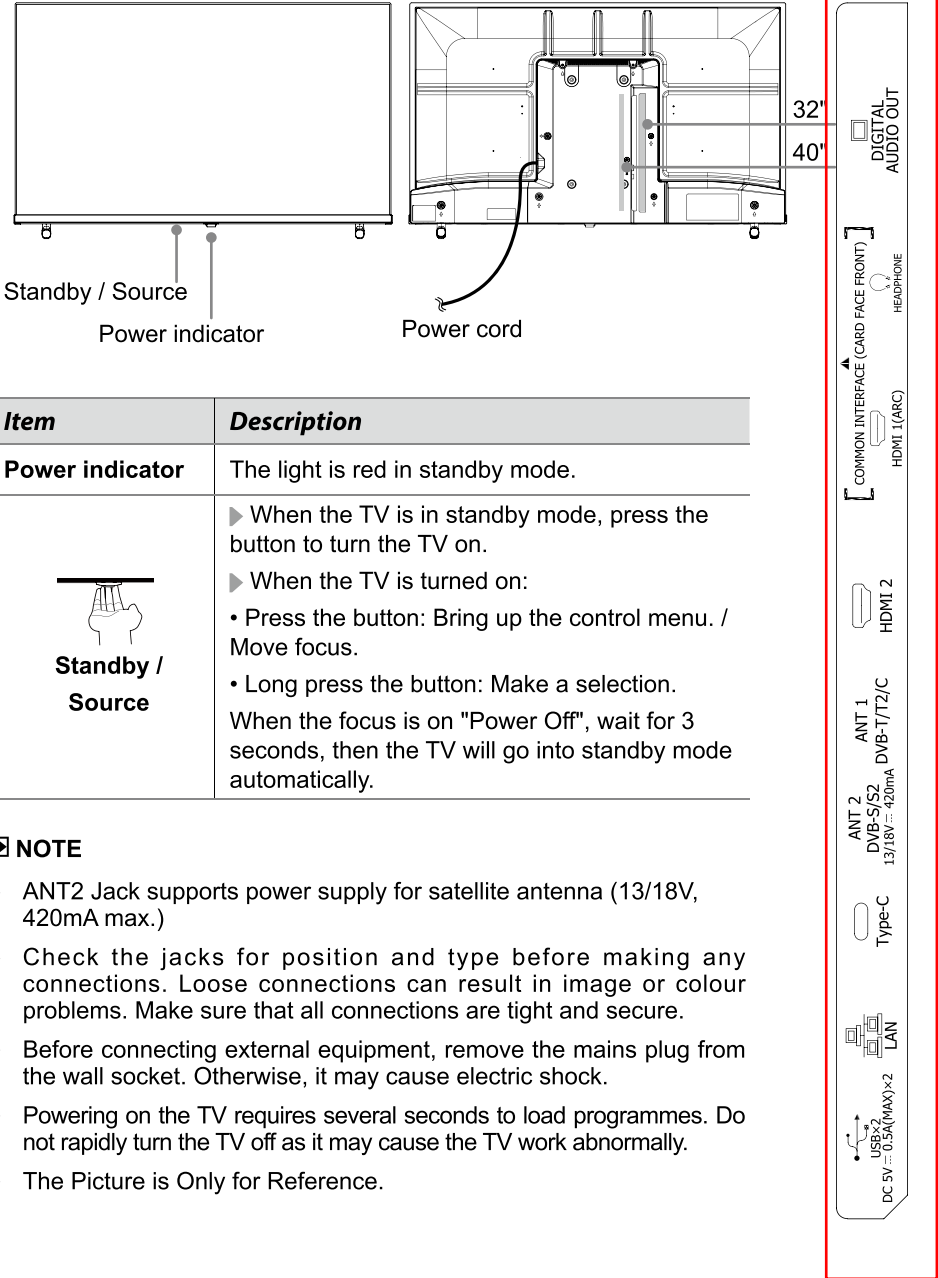 32"
40"
Standby / Source
Power indicator
Power cord
Item Description
Power indicator The light is red in standby mode.
Standby /
Source
When the TV is in standby mode, press the
button to turn the TV on.
When the TV is turned on:
• Press the button: Bring up the control menu. /
Move focus.
• Long press the button: Make a selection.
When the focus is on "Power Off", wait for 3
seconds, then the TV will go into standby mode
automatically.
NOTE
ANT2 Jack supports power supply for satellite antenna (13/18V,
420mA max.)
Check the jacks for position and type before making any
connections. Loose connections can result in image or colour
problems. Make sure that all connections are tight and secure.
Before connecting external equipment, remove the mains plug from
the wall socket. Otherwise, it may cause electric shock.
Powering on the TV requires several seconds to load programmes. Do
not rapidly turn the TV off as it may cause the TV work abnormally.
The Picture is Only for Reference.
DIGITAL
AUDIO OUT
COMMON INTERFACE (CARD FACE FRONT)
HEADPHONE
HDMI 1(ARC)
HDMI 2
ANT 1
DVB-T/T2/C
ANT 2
DVB-S/S2
13/18V⎓ 420mA
Type-C
LAN
USB×2
DC 5V⎓ 0.5A(MAX)×2